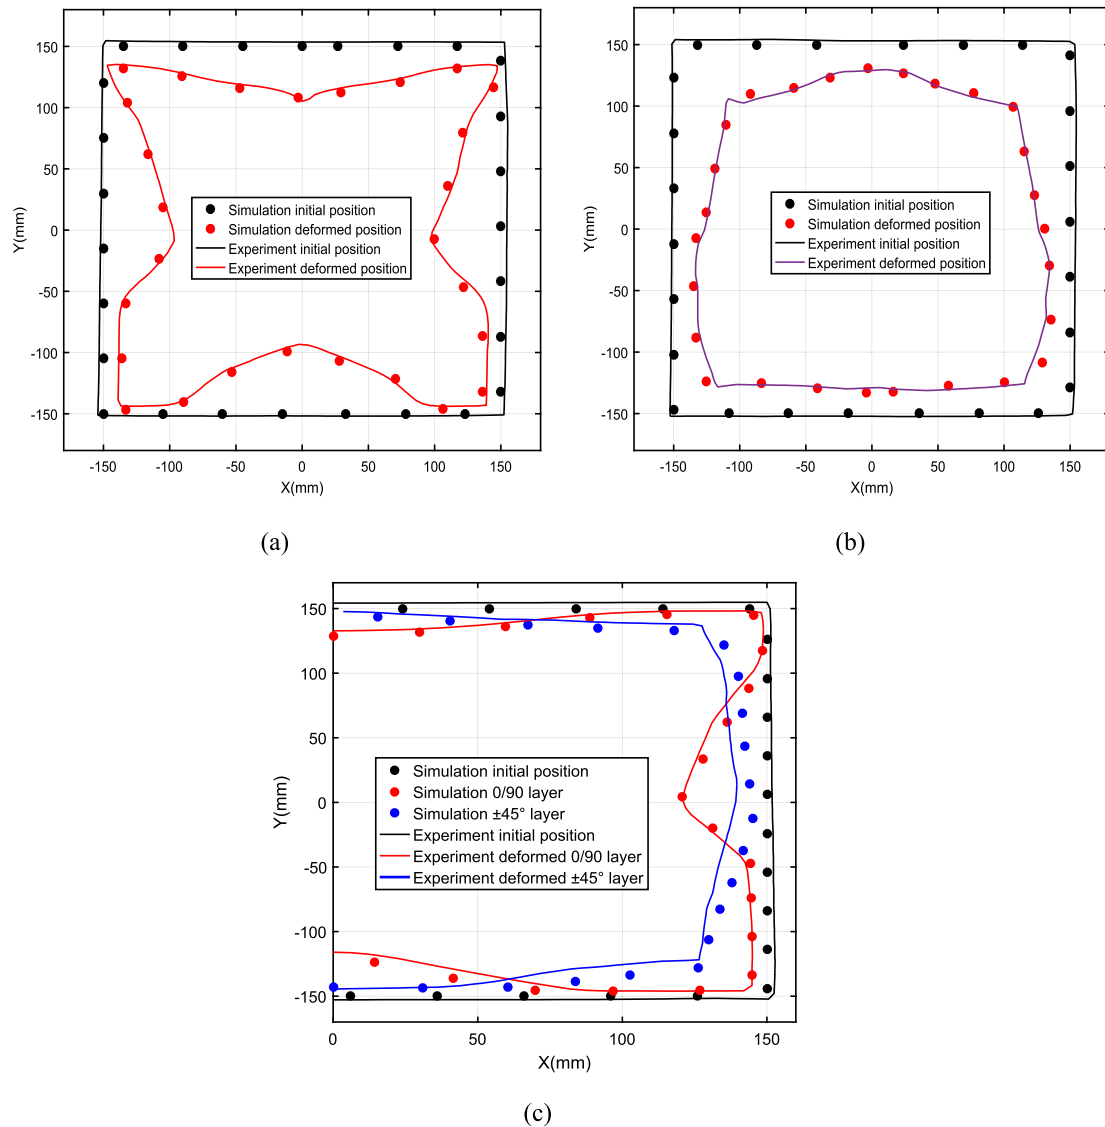 150
100
50
0
-50
-100
-150
Y(mm)
-150 -100 -50 0 50 100 150
X(mm)
Simulation initial position
Simulation deformed position
Experiment initial position
Experiment deformed position
(a)
150
100
50
0
-50
-100
-150
Y(mm)
-150 -100 -50 0 50 100 150
X(mm)
Simulation initial position
Simulation deformed position
Experiment initial position
Experiment deformed position
(b)
150
100
50
0
-50
-100
-150
Y(mm)
0 50 100 150
X(mm)
Simulation initial position
Simulation 0/90 layer
Simulation ±45° layer
Experiment initial position
Experiment deformed 0/90 layer
Experiment deformed ±45° layer
(c)